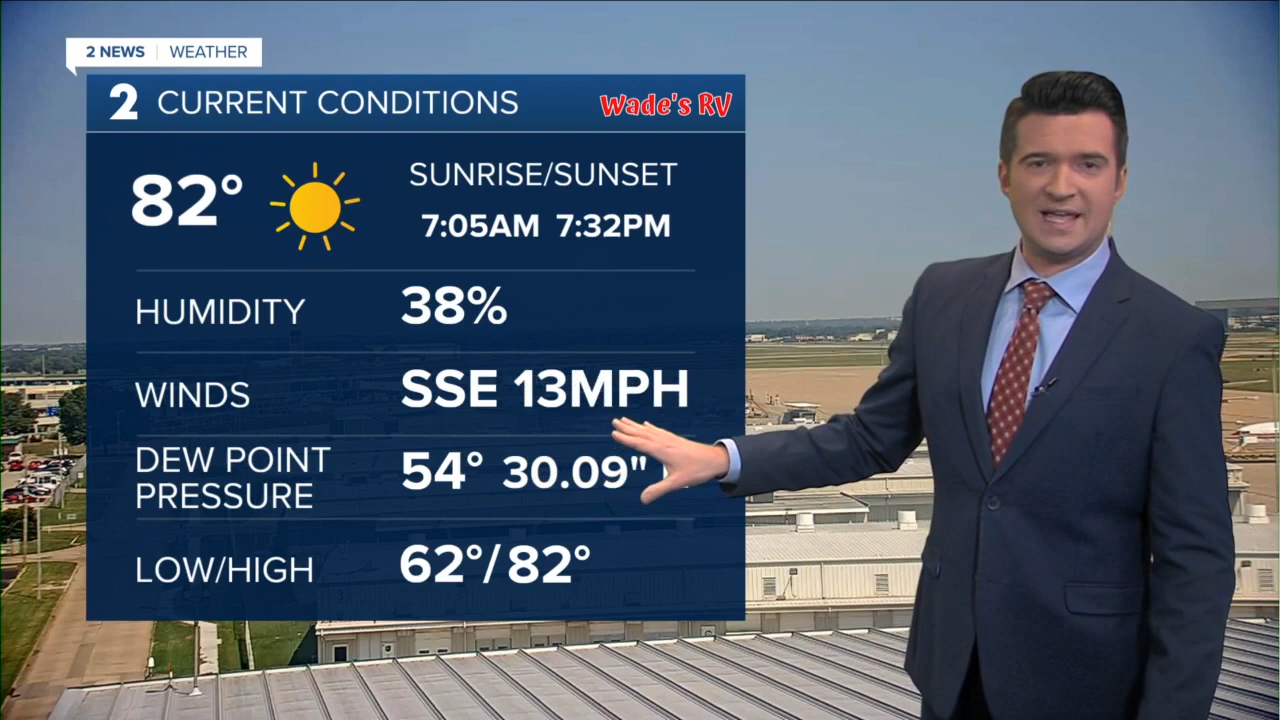 2 NEWS | WEATHER
2 CURRENT CONDITIONS Wade's RV
82° SUNRISE/SUNSET
7:05AM 7:32PM
HUMIDITY 38%
WINDS SSE 13MPH
DEW POINT PRESSURE 54° 30.09"
LOW/HIGH 62°/82°